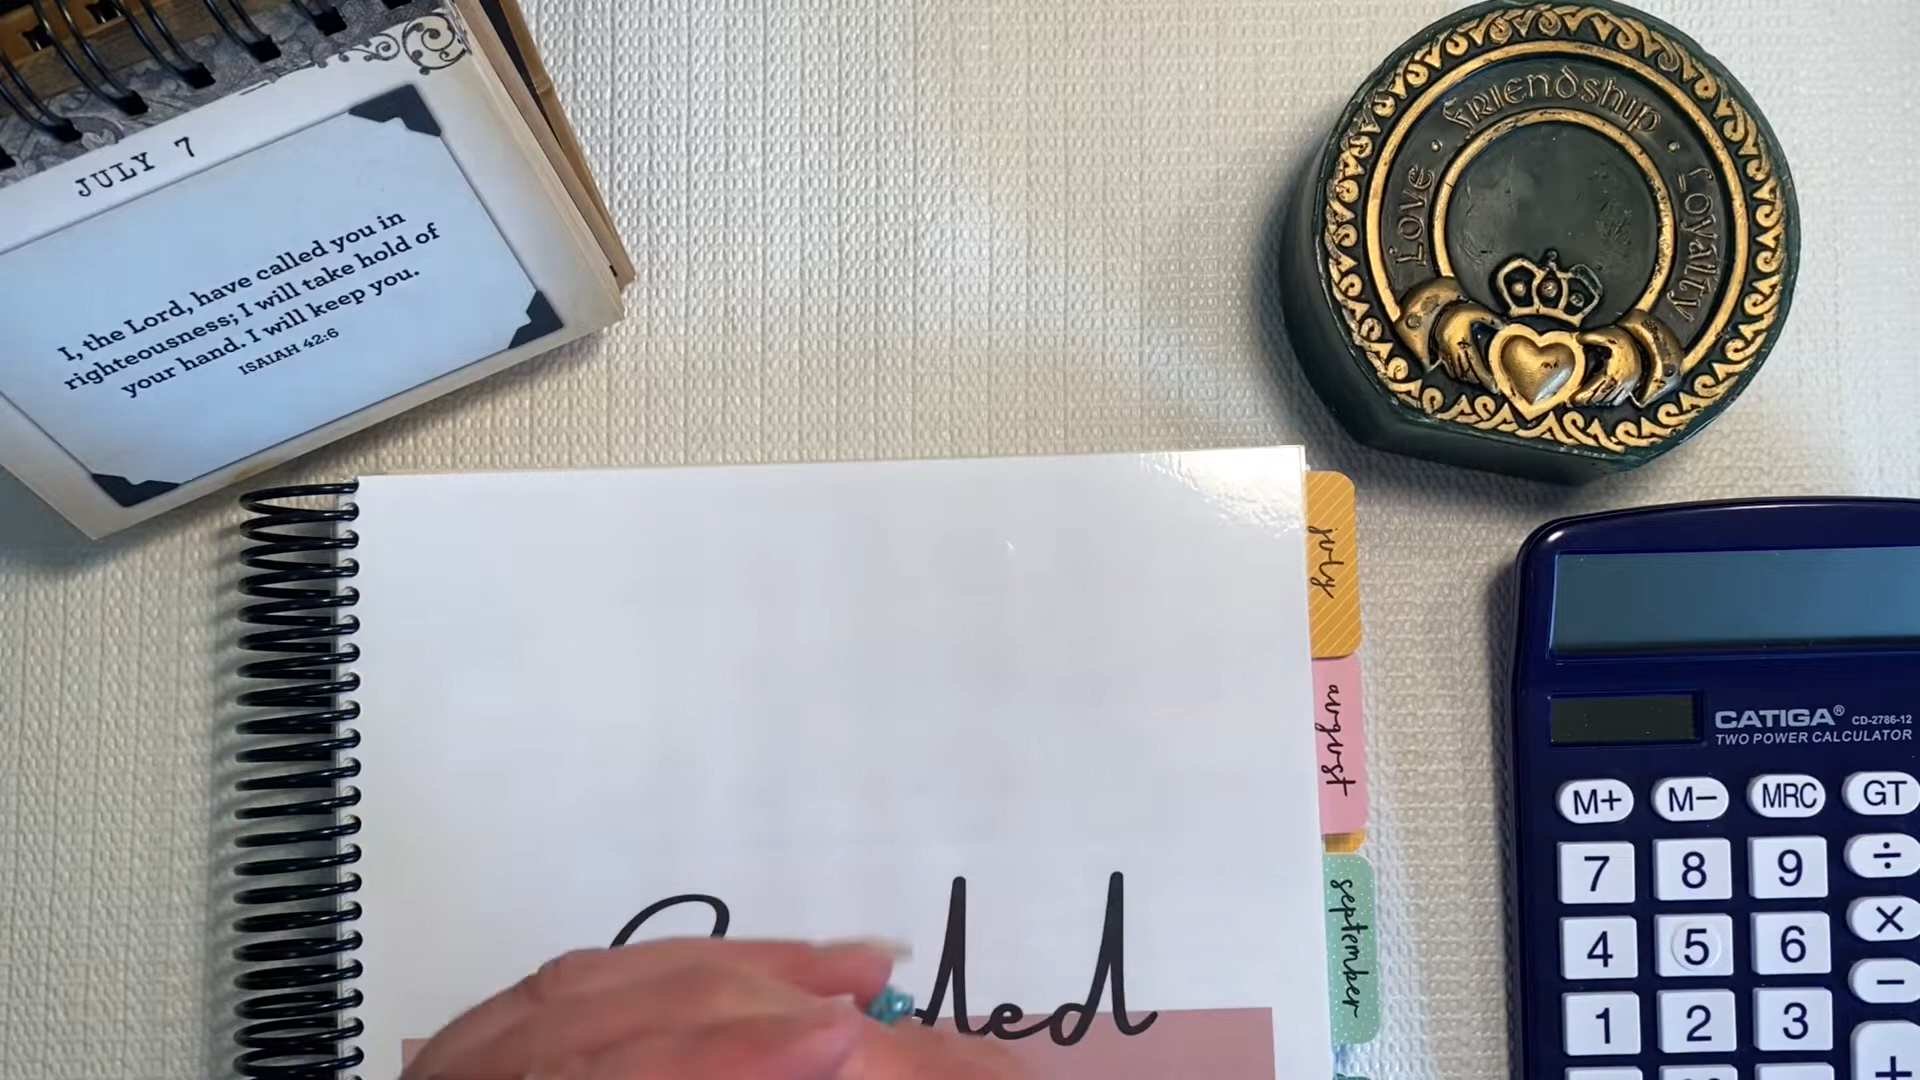 JULY 7
I, the Lord, have called you in
righteousness; I will take hold of
your hand. I will keep you.
ISAIAH 42:6
Love · Friendship · Loyalty
july
august
september
CATIGA® CD-2786-12
TWO POWER CALCULATOR
M+ M− MRC GT
7 8 9 ÷
4 5 6 ×
−
1 2 3
+